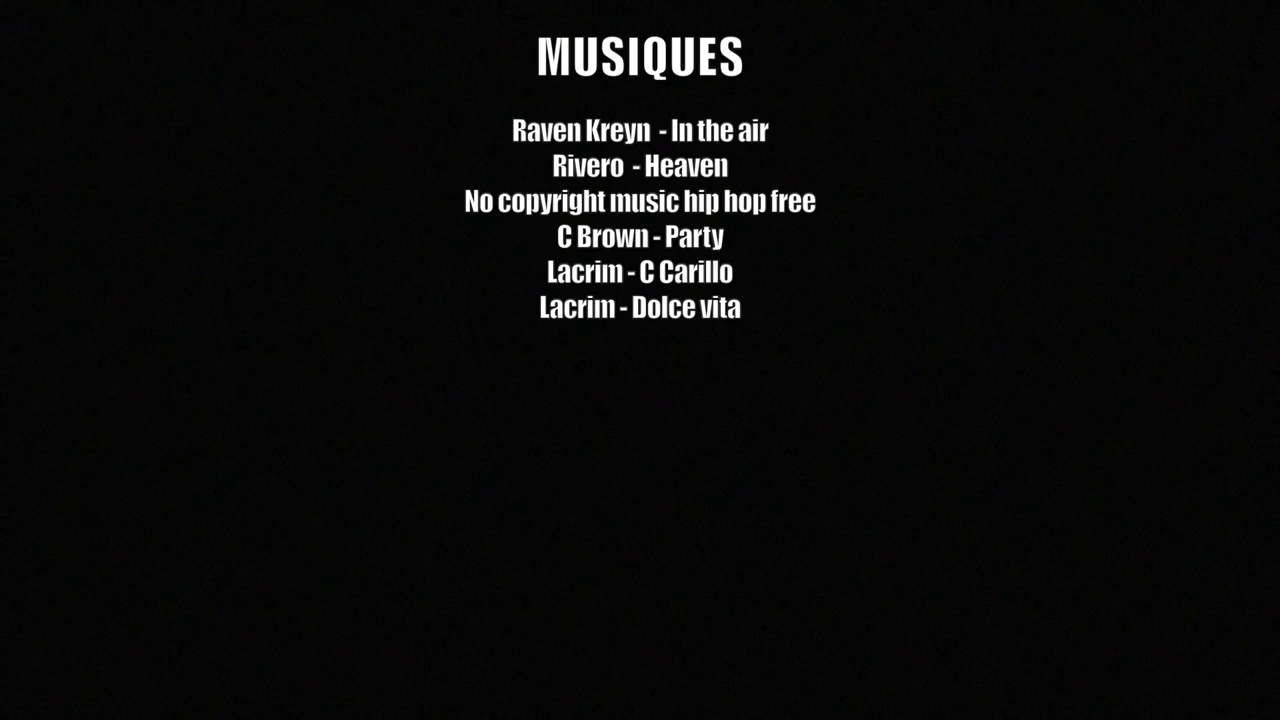 MUSIQUES
Raven Kreyn - In the air
Rivero - Heaven
No copyright music hip hop free
C Brown - Party
Lacrim - C Carillo
Lacrim - Dolce vita